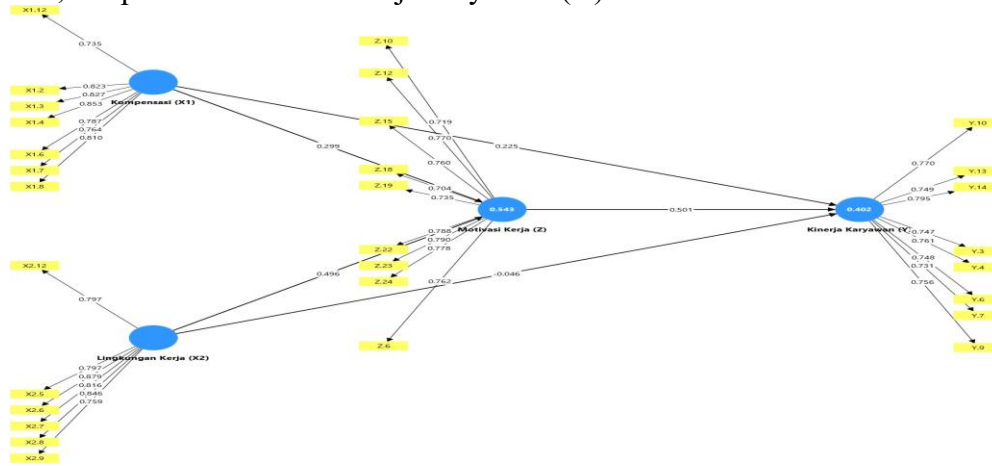 X1.12
0.735
X1.2
0.823
X1.3
0.827
X1.4
0.853
0.787
X1.6
0.764
X1.7
0.810
X1.8
Kompensasi (X1)
X2.12
0.797
Lingkungan Kerja (X2)
0.797
X2.5
0.879
X2.6
0.816
X2.7
0.846
X2.8
0.759
X2.9
0.299
0.496
0.225
0.501
-0.046
Z.10
Z.12
Z.15
Z.18
Z.19
Z.22
Z.23
Z.24
Z.6
0.719
0.770
0.760
0.704
0.735
0.788
0.790
0.778
0.762
0.543
Motivasi Kerja (Z)
0.402
Kinerja Karyawan (Y
0.770
0.749
0.795
0.747
0.761
0.748
0.731
0.756
Y.10
Y.13
Y.14
Y.3
Y.4
Y.6
Y.7
Y.9